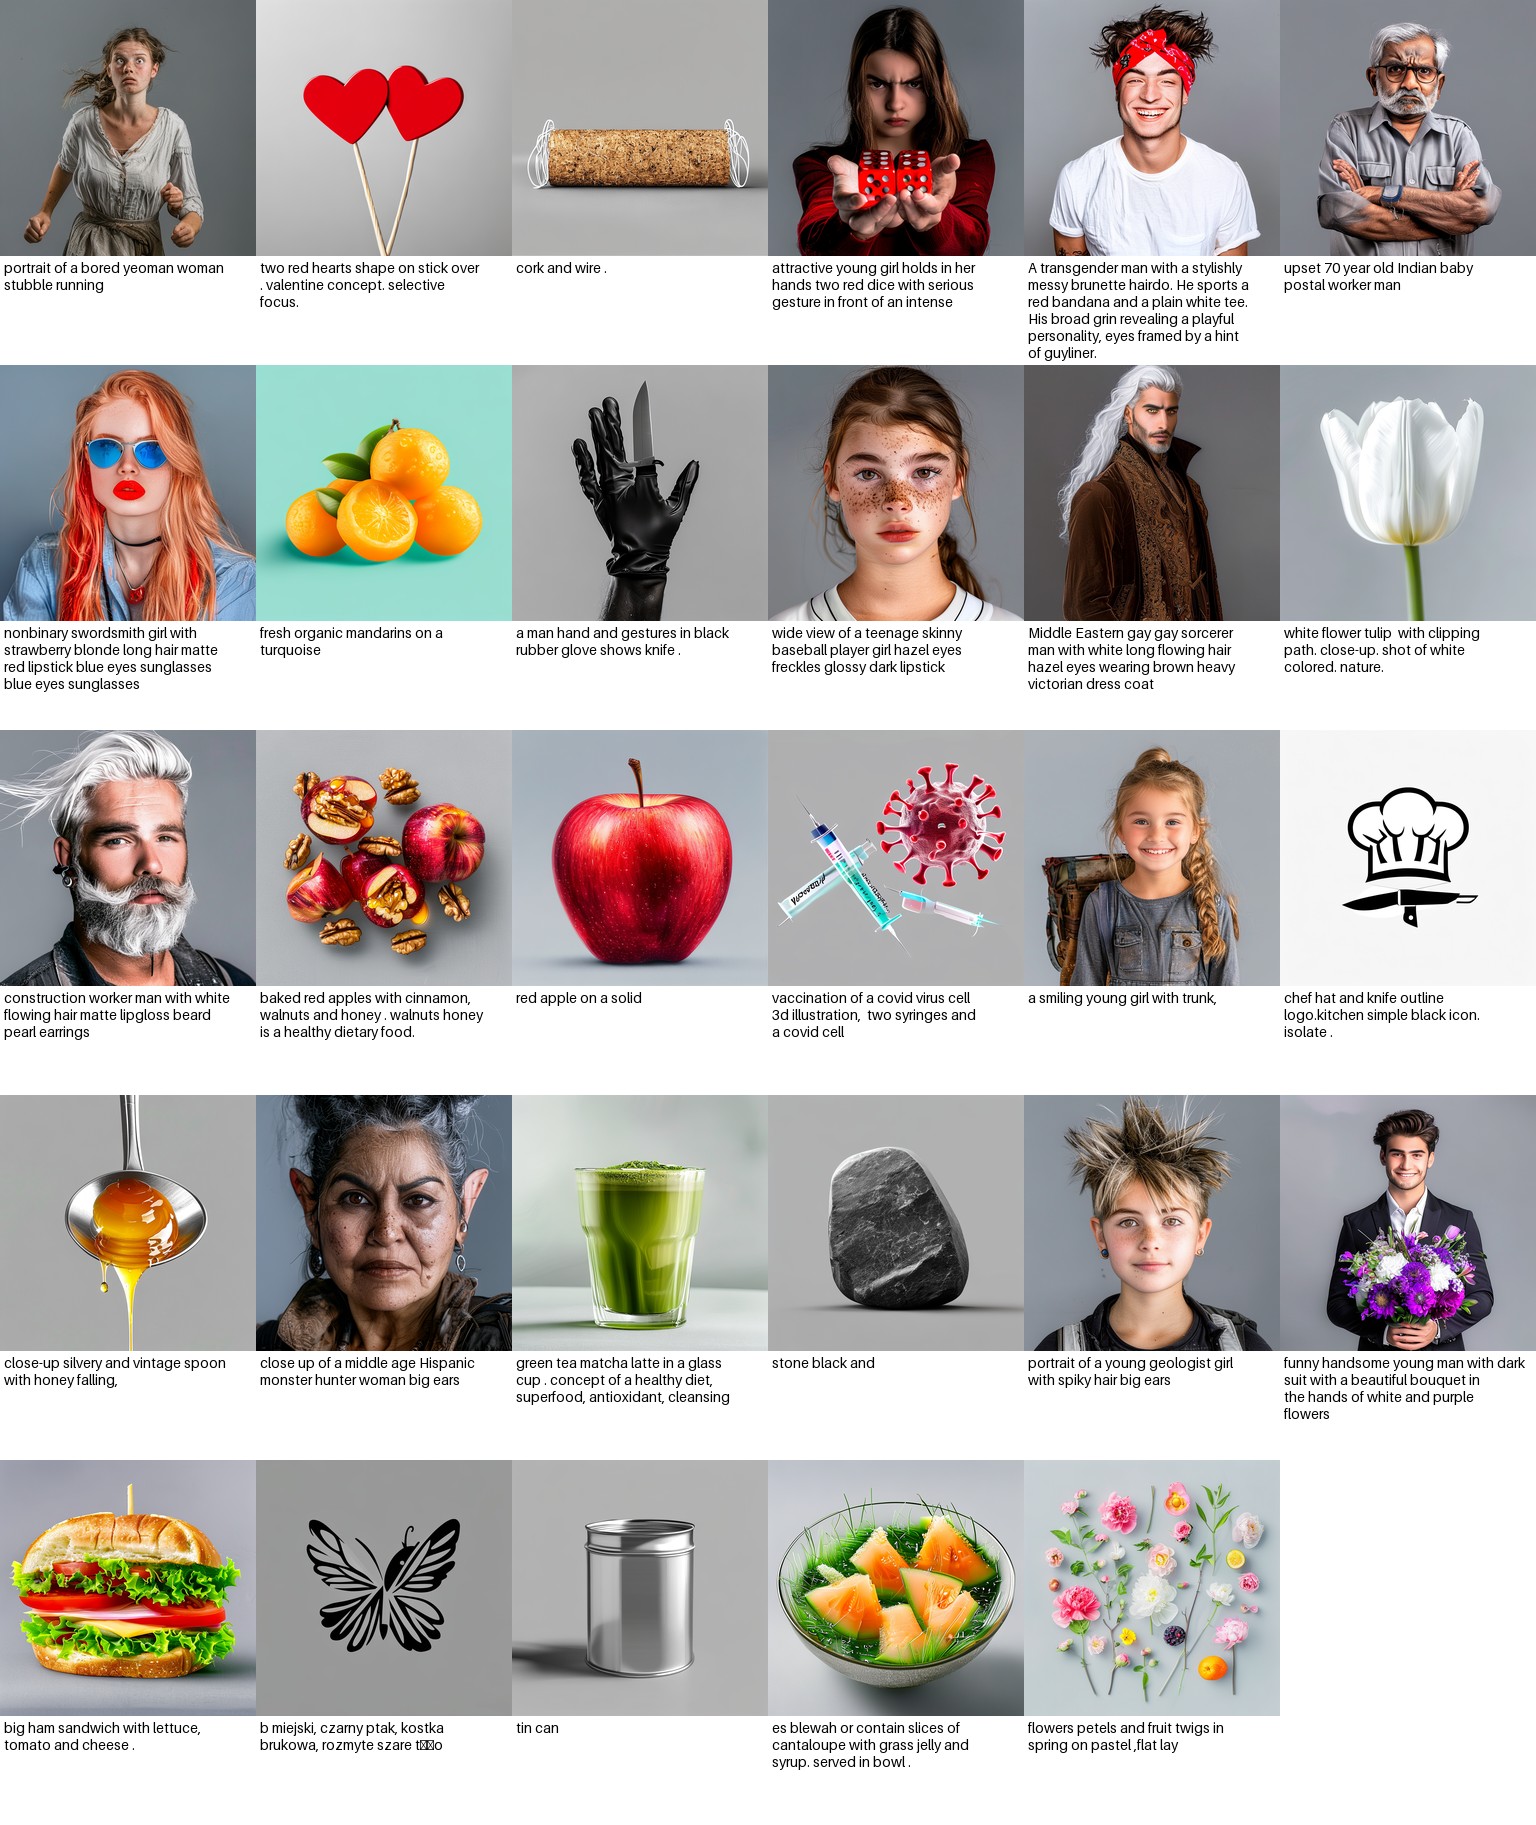 portrait of a bored yeoman woman
stubble running
two red hearts shape on stick over
. valentine concept. selective
focus.
cork and wire .
attractive young girl holds in her
hands two red dice with serious
gesture in front of an intense
A transgender man with a stylishly
messy brunette hairdo. He sports a
red bandana and a plain white tee.
His broad grin revealing a playful
personality, eyes framed by a hint
of guyliner.
upset 70 year old Indian baby
postal worker man
nonbinary swordsmith girl with
strawberry blonde long hair matte
red lipstick blue eyes sunglasses
blue eyes sunglasses
fresh organic mandarins on a
turquoise
a man hand and gestures in black
rubber glove shows knife .
wide view of a teenage skinny
baseball player girl hazel eyes
freckles glossy dark lipstick
Middle Eastern gay gay sorcerer
man with white long flowing hair
hazel eyes wearing brown heavy
victorian dress coat
white flower tulip  with clipping
path. close-up. shot of white
colored. nature.
construction worker man with white
flowing hair matte lipgloss beard
pearl earrings
baked red apples with cinnamon,
walnuts and honey . walnuts honey
is a healthy dietary food.
red apple on a solid
vaccination of a covid virus cell
3d illustration,  two syringes and
a covid cell
a smiling young girl with trunk,
chef hat and knife outline
logo.kitchen simple black icon.
isolate .
close-up silvery and vintage spoon
with honey falling,
close up of a middle age Hispanic
monster hunter woman big ears
green tea matcha latte in a glass
cup . concept of a healthy diet,
superfood, antioxidant, cleansing
stone black and
portrait of a young geologist girl
with spiky hair big ears
funny handsome young man with dark
suit with a beautiful bouquet in
the hands of white and purple
flowers
big ham sandwich with lettuce,
tomato and cheese .
b miejski, czarny ptak, kostka
brukowa, rozmyte szare
tin can
es blewah or contain slices of
cantaloupe with grass jelly and
syrup. served in bowl .
flowers petels and fruit twigs in
spring on pastel ,flat lay